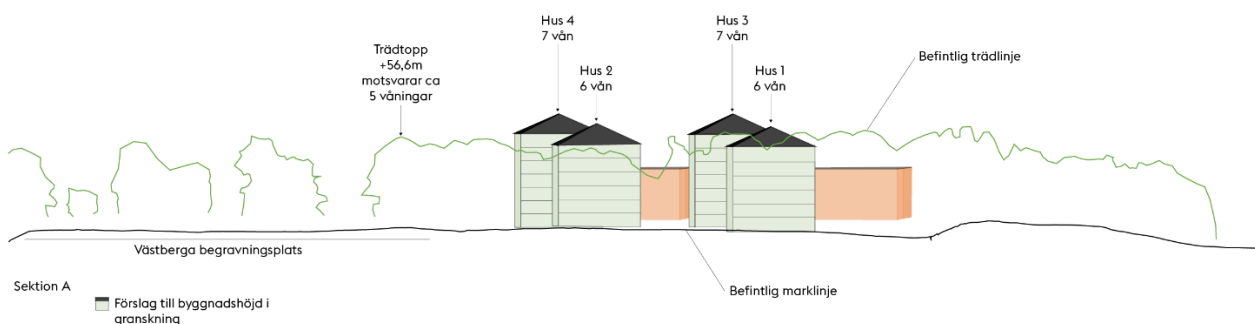 Hus 4
7 vån
Hus 3
7 vån
Trädtopp
+56,6m
motsvarar ca
5 våningar
Hus 2
6 vån
Hus 1
6 vån
Befintlig trädlinje
Västberga begravningsplats
Sektion A
Förslag till byggnadshöjd i
granskning
Befintlig marklinje